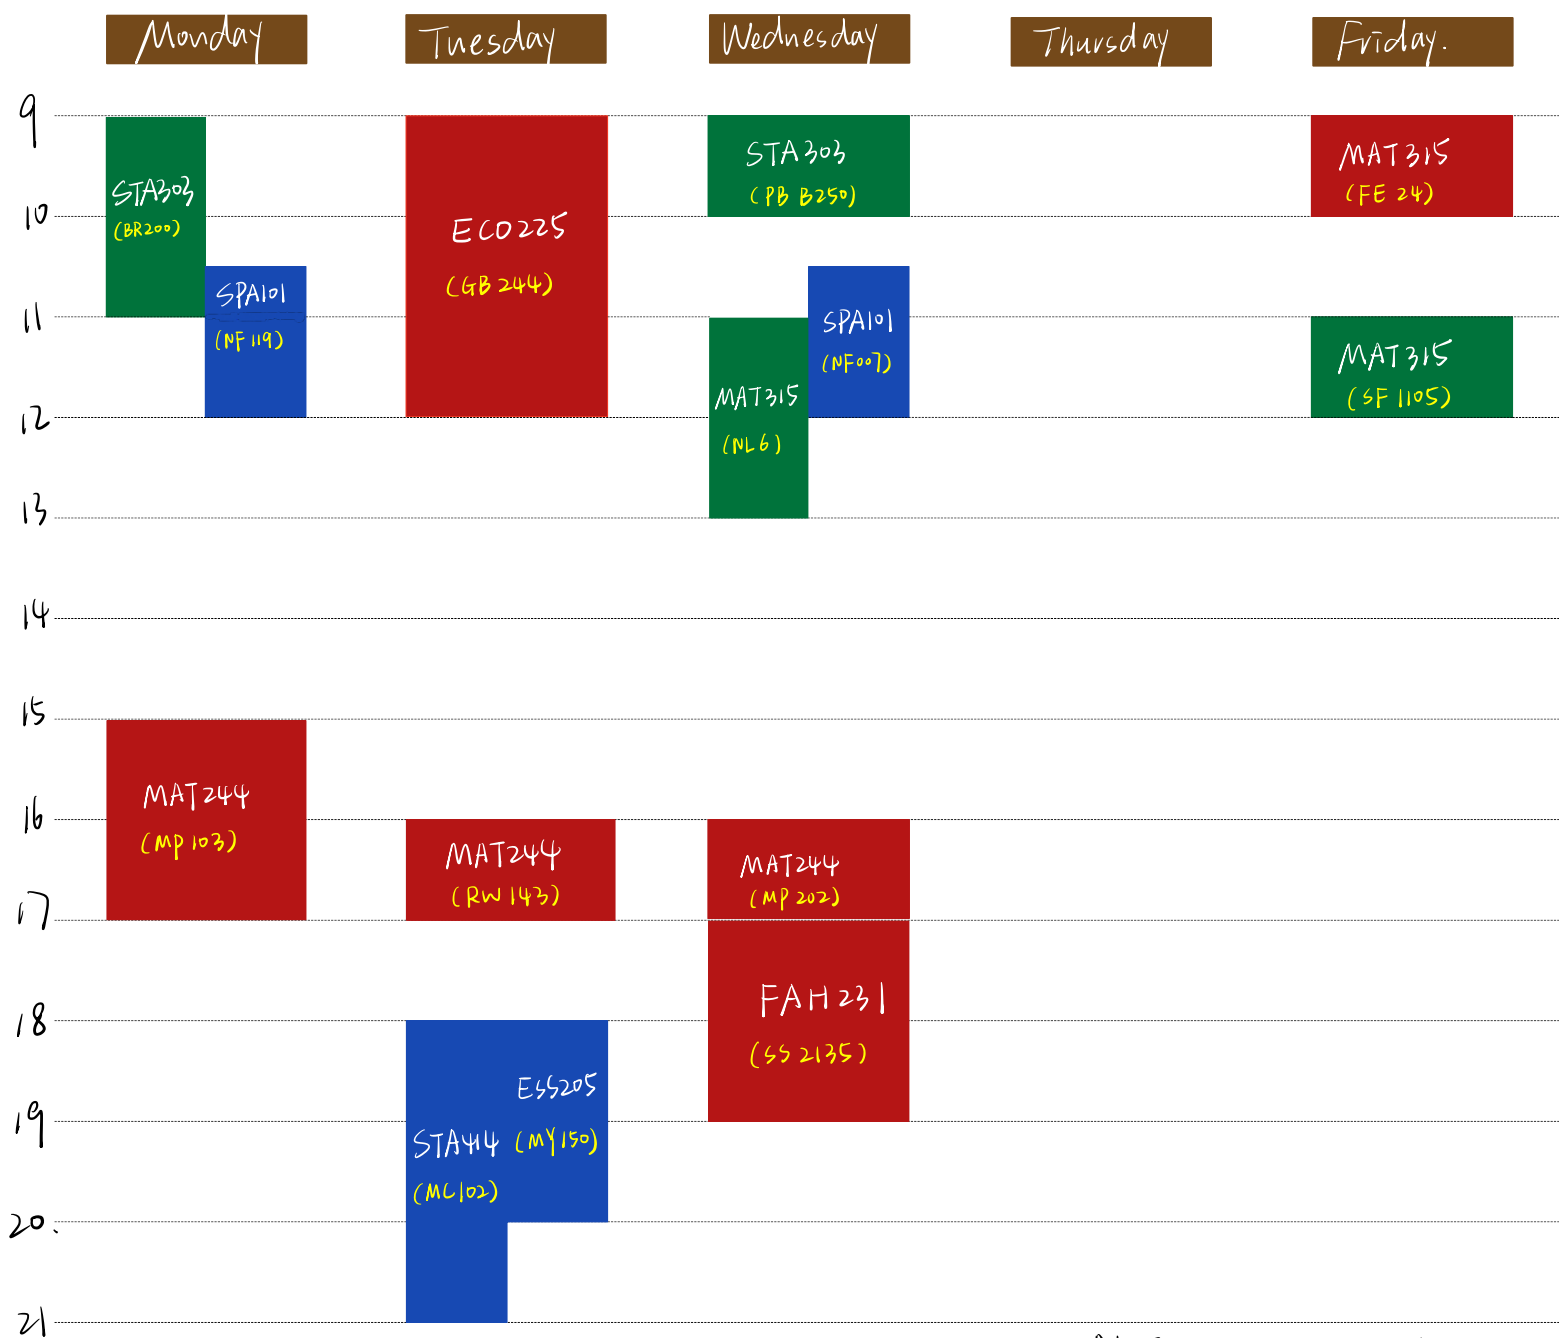 Monday Tuesday Wednesday Thursday Friday.
9
STA303
(BR200)
STA303
(PB B250)
MAT315
(FE 24)
ECO225
(GB 244)
10
SPA101
(NF 119)
SPA101
(NF007)
11
MAT315
(NL6)
MAT315
(SF 1105)
12
13
14
15
MAT244
(MP 103)
16
MAT244
(RW 143)
MAT244
(MP 202)
17
FAH231
(SS 2135)
18
ESS205
(MY150)
19
STA414
(MC102)
20.
21